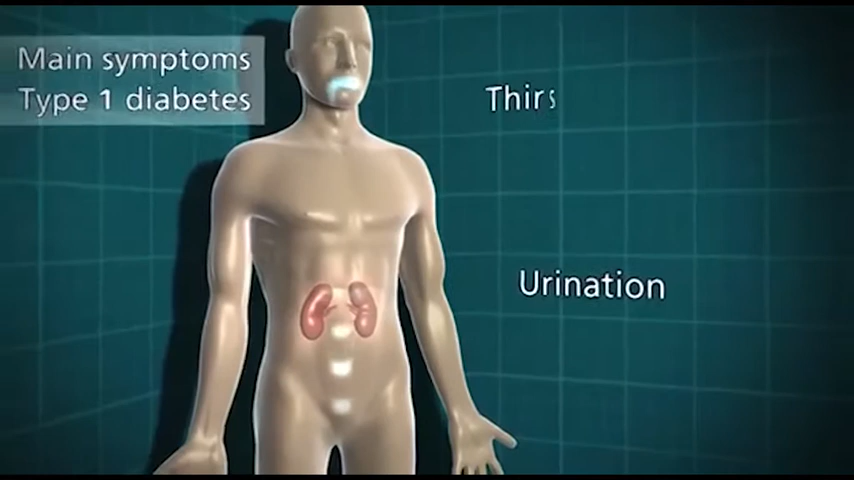 Main symptoms
Type 1 diabetes
Thirs
Urination